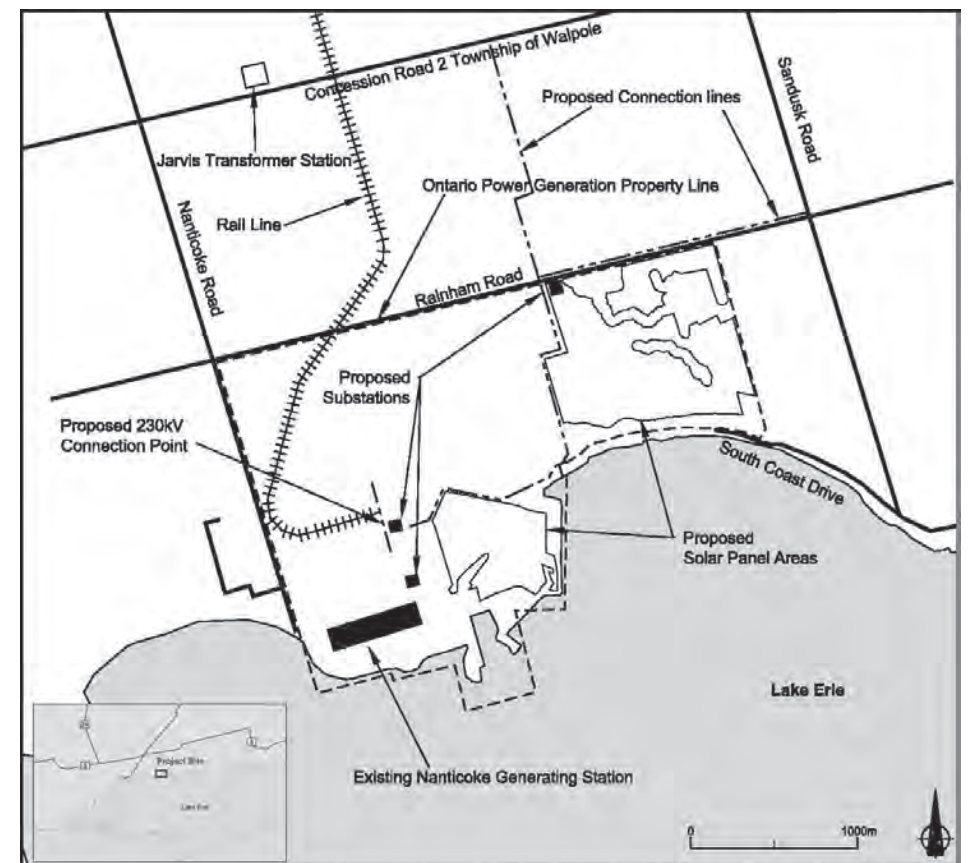 Concession Road 2 Township of Walpole
Sandusk Road
Proposed Connection lines
Jarvis Transformer Station
Ontario Power Generation Property Line
Nanticoke Road
Rail Line
Rainham Road
Proposed
Substations
Proposed 230kV
Connection Point
South Coast Drive
Proposed
Solar Panel Areas
Lake Erie
Project Site
Lake Erie
3
3
Existing Nanticoke Generating Station
0
1000m